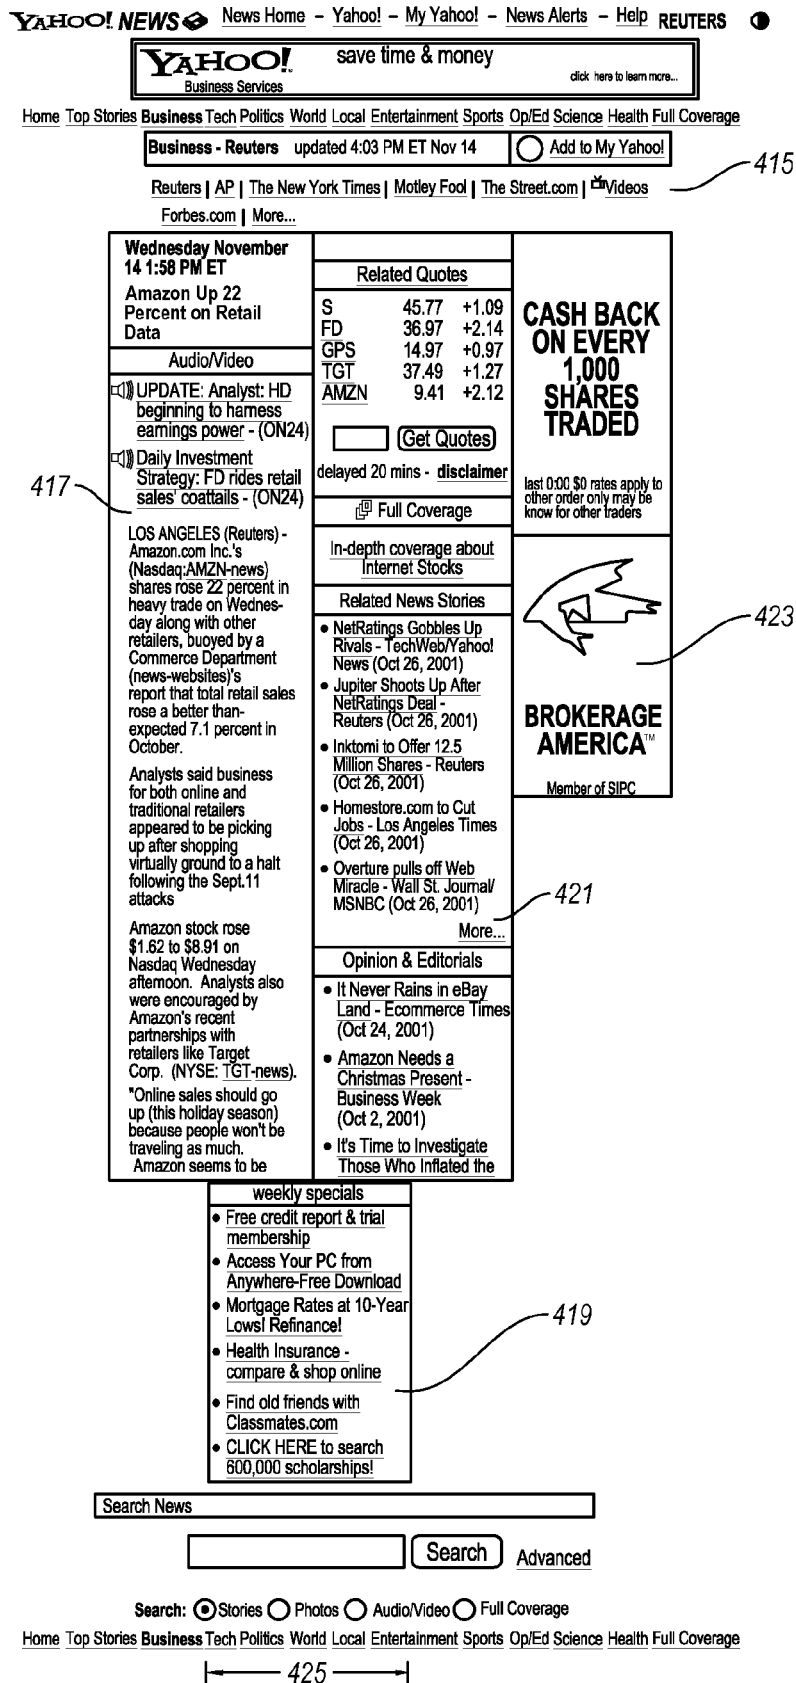 YAHOO! NEWS News Home – Yahoo! – My Yahoo! – News Alerts – Help REUTERS
YAHOO! save time & money
Business Services click here to learn more...
Home Top Stories Business Tech Politics World Local Entertainment Sports Op/Ed Science Health Full Coverage
Business - Reuters updated 4:03 PM ET Nov 14 Add to My Yahoo!
415
Reuters | AP | The New York Times | Motley Fool | The Street.com | Videos
Forbes.com | More...
Wednesday November
14 1:58 PM ET
Amazon Up 22
Percent on Retail
Data
Audio/Video
UPDATE: Analyst: HD
beginning to harness
earnings power - (ON24)
Daily Investment
Strategy: FD rides retail
sales' coattails - (ON24)
417
LOS ANGELES (Reuters) -
Amazon.com Inc.'s
(Nasdaq:AMZN-news)
shares rose 22 percent in
heavy trade on Wednes-
day along with other
retailers, buoyed by a
Commerce Department
(news-websites)'s
report that total retail sales
rose a better than-
expected 7.1 percent in
October.
Analysts said business
for both online and
traditional retailers
appeared to be picking
up after shopping
virtually ground to a halt
following the Sept.11
attacks
Amazon stock rose
$1.62 to $8.91 on
Nasdaq Wednesday
afternoon. Analysts also
were encouraged by
Amazon's recent
partnerships with
retailers like Target
Corp. (NYSE: TGT-news).
"Online sales should go
up (this holiday season)
because people won't be
traveling as much.
Amazon seems to be
Related Quotes
S 45.77 +1.09
FD 36.97 +2.14
GPS 14.97 +0.97
TGT 37.49 +1.27
AMZN 9.41 +2.12
Get Quotes
delayed 20 mins - disclaimer
Full Coverage
In-depth coverage about
Internet Stocks
Related News Stories
• NetRatings Gobbles Up
Rivals - TechWeb/Yahoo!
News (Oct 26, 2001)
• Jupiter Shoots Up After
NetRatings Deal -
Reuters (Oct 26, 2001)
• Inktomi to Offer 12.5
Million Shares - Reuters
(Oct 26, 2001)
• Homestore.com to Cut
Jobs - Los Angeles Times
(Oct 26, 2001)
• Overture pulls off Web
Miracle - Wall St. Journal/
MSNBC (Oct 26, 2001)
421
More...
Opinion & Editorials
• It Never Rains in eBay
Land - Ecommerce Times
(Oct 24, 2001)
• Amazon Needs a
Christmas Present -
Business Week
(Oct 2, 2001)
• It's Time to Investigate
Those Who Inflated the
CASH BACK
ON EVERY
1,000
SHARES
TRADED
last 0:00 $0 rates apply to
other order only may be
know for other traders
423
BROKERAGE
AMERICA™
Member of SIPC
weekly specials
• Free credit report & trial
membership
• Access Your PC from
Anywhere-Free Download
• Mortgage Rates at 10-Year
Lows! Refinance!
• Health Insurance -
compare & shop online
• Find old friends with
Classmates.com
• CLICK HERE to search
600,000 scholarships!
419
Search News
Search Advanced
Search: Stories Photos Audio/Video Full Coverage
Home Top Stories Business Tech Politics World Local Entertainment Sports Op/Ed Science Health Full Coverage
425